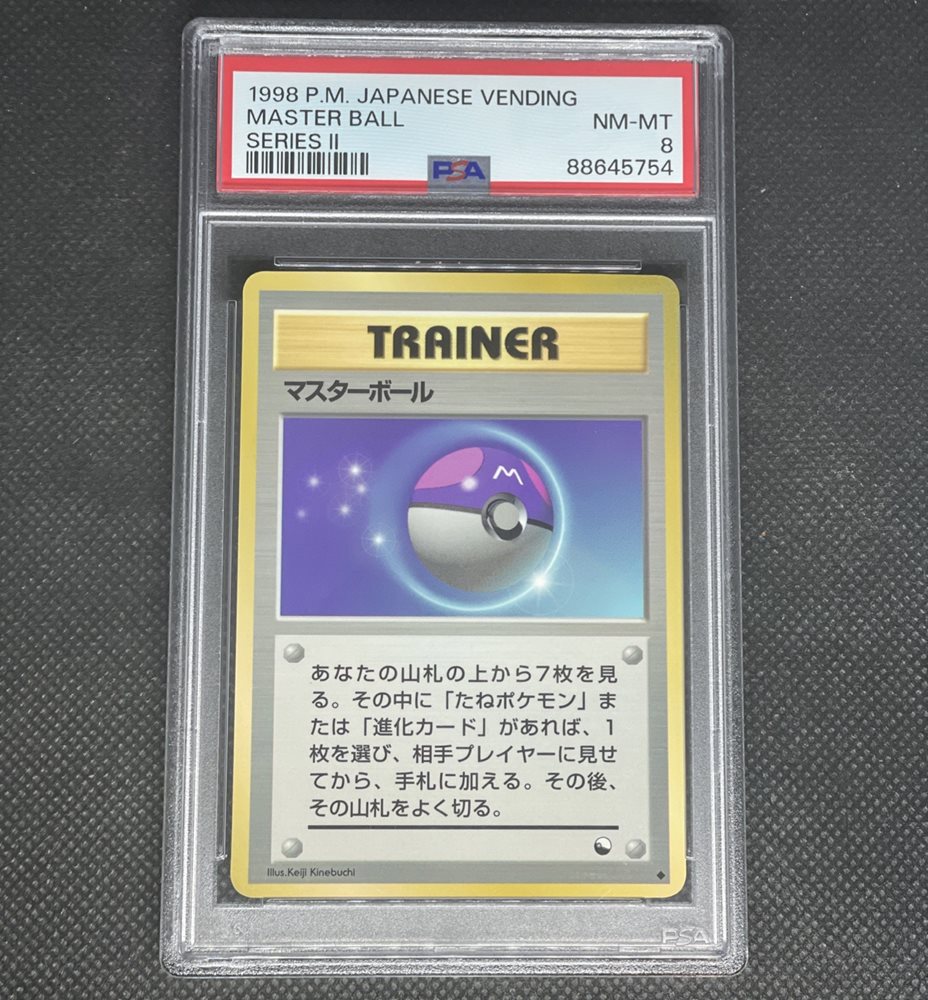 1998 P.M. JAPANESE VENDING
MASTER BALL
NM-MT
SERIES II
8
PSA
88645754
TRAINER
マスターボール
M
あなたの山札の上から7枚を見
る。その中に「たねポケモン」ま
たは「進化カード」があれば、1
枚を選び、相手プレイヤーに見せ
てから、手札に加える。その後、
その山札をよく切る。
Illus.Keiji Kinebuchi
PSA